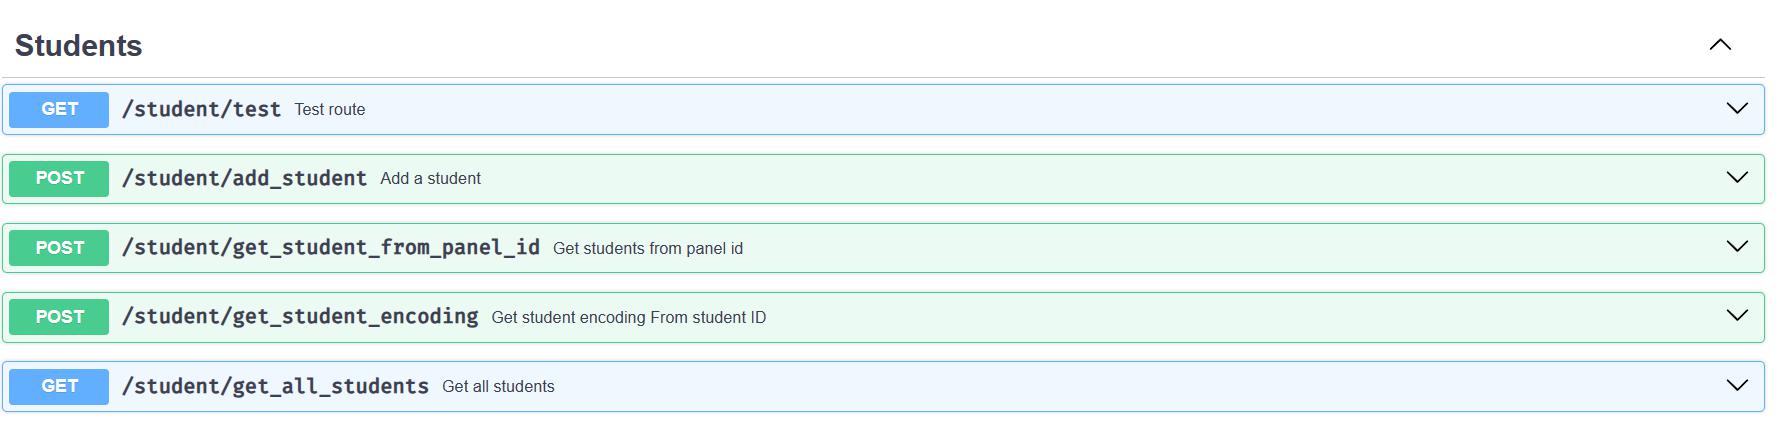 Students
GET /student/test Test route
POST /student/add_student Add a student
POST /student/get_student_from_panel_id Get students from panel id
POST /student/get_student_encoding Get student encoding From student ID
GET /student/get_all_students Get all students